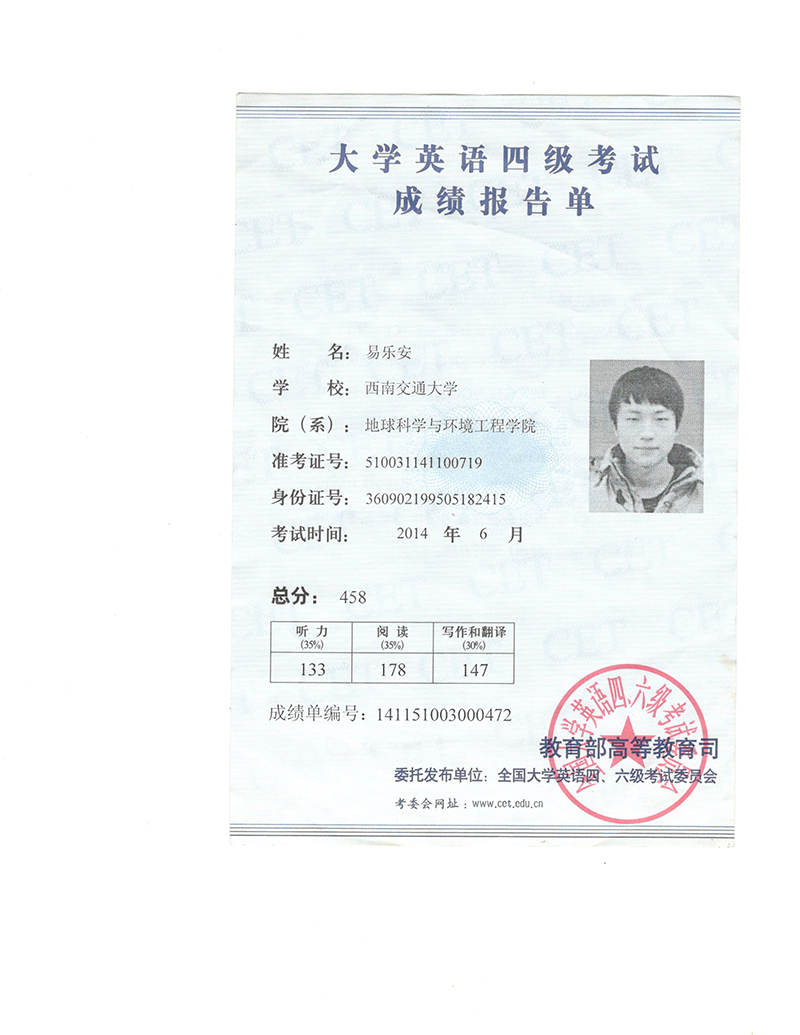 大学英语四级考试
成绩报告单
姓 名：易乐安
学 校：西南交通大学
院（系）：地球科学与环境工程学院
准考证号：510031141100719
身份证号：360902199505182415
考试时间： 2014 年 6 月
总分： 458
听 力 阅 读 写作和翻译
(35%) (35%) (30%)
133 178 147
成绩单编号：141151003000472
全国大学英语四、六级考试委员会
教育部高等教育司
委托发布单位：全国大学英语四、六级考试委员会
考委会网址：www.cet.edu.cn
CET